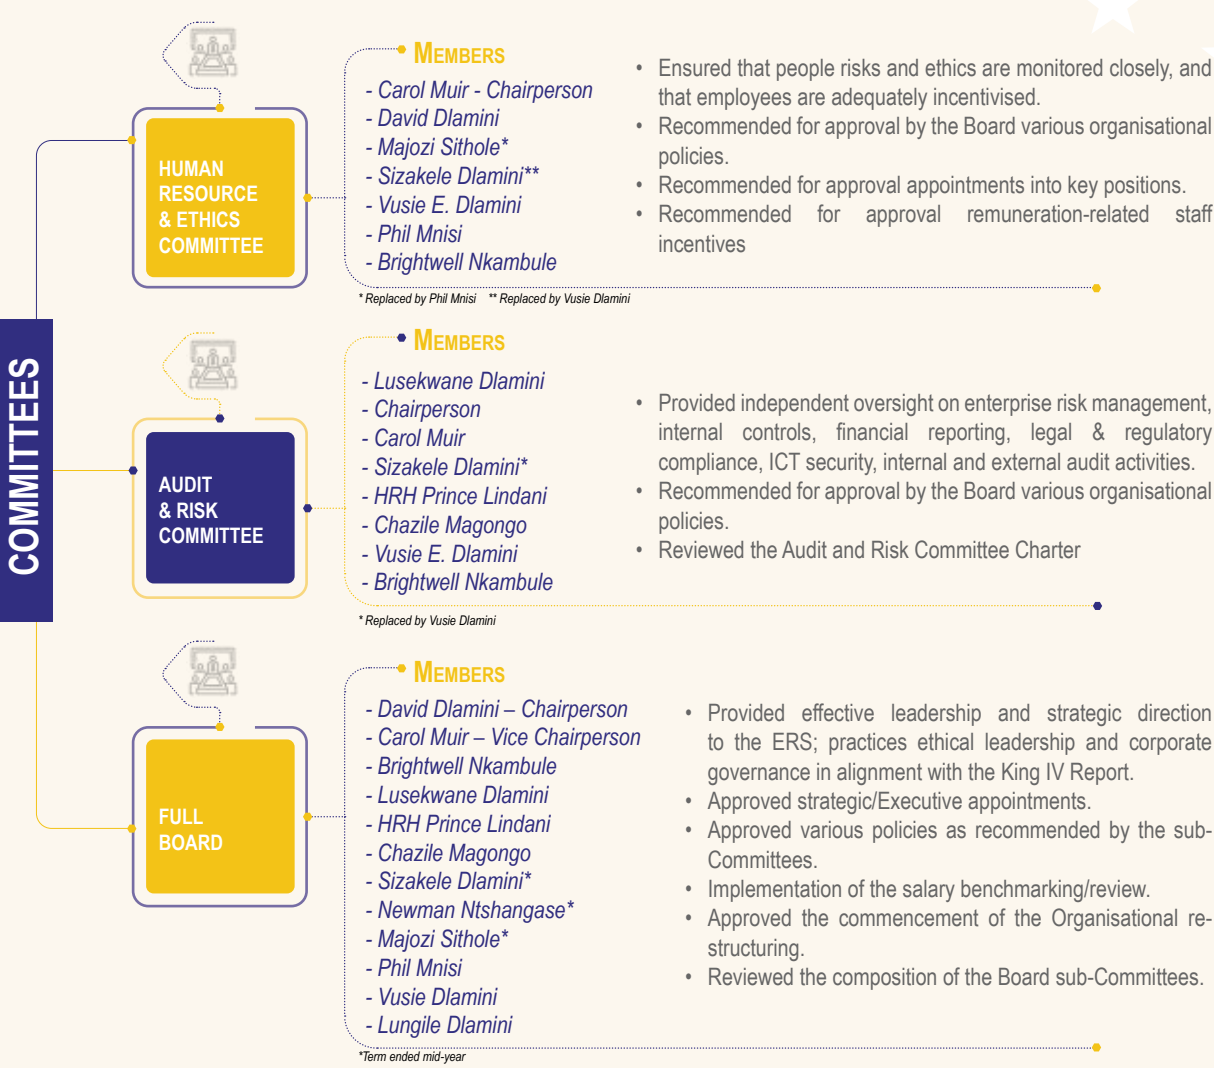 COMMITTEES
HUMAN
RESOURCE
& ETHICS
COMMITTEE
MEMBERS
- Carol Muir - Chairperson
- David Dlamini
- Majozi Sithole*
- Sizakele Dlamini**
- Vusie E. Dlamini
- Phil Mnisi
- Brightwell Nkambule
* Replaced by Phil Mnisi ** Replaced by Vusie Dlamini
• Ensured that people risks and ethics are monitored closely, and
that employees are adequately incentivised.
• Recommended for approval by the Board various organisational
policies.
• Recommended for approval appointments into key positions.
• Recommended for approval remuneration-related staff
incentives
AUDIT
& RISK
COMMITTEE
MEMBERS
- Lusekwane Dlamini
- Chairperson
- Carol Muir
- Sizakele Dlamini*
- HRH Prince Lindani
- Chazile Magongo
- Vusie E. Dlamini
- Brightwell Nkambule
* Replaced by Vusie Dlamini
• Provided independent oversight on enterprise risk management,
internal controls, financial reporting, legal & regulatory
compliance, ICT security, internal and external audit activities.
• Recommended for approval by the Board various organisational
policies.
• Reviewed the Audit and Risk Committee Charter
FULL
BOARD
MEMBERS
- David Dlamini – Chairperson
- Carol Muir – Vice Chairperson
- Brightwell Nkambule
- Lusekwane Dlamini
- HRH Prince Lindani
- Chazile Magongo
- Sizakele Dlamini*
- Newman Ntshangase*
- Majozi Sithole*
- Phil Mnisi
- Vusie Dlamini
- Lungile Dlamini
*Term ended mid-year
• Provided effective leadership and strategic direction
to the ERS; practices ethical leadership and corporate
governance in alignment with the King IV Report.
• Approved strategic/Executive appointments.
• Approved various policies as recommended by the sub-
Committees.
• Implementation of the salary benchmarking/review.
• Approved the commencement of the Organisational re-
structuring.
• Reviewed the composition of the Board sub-Committees.